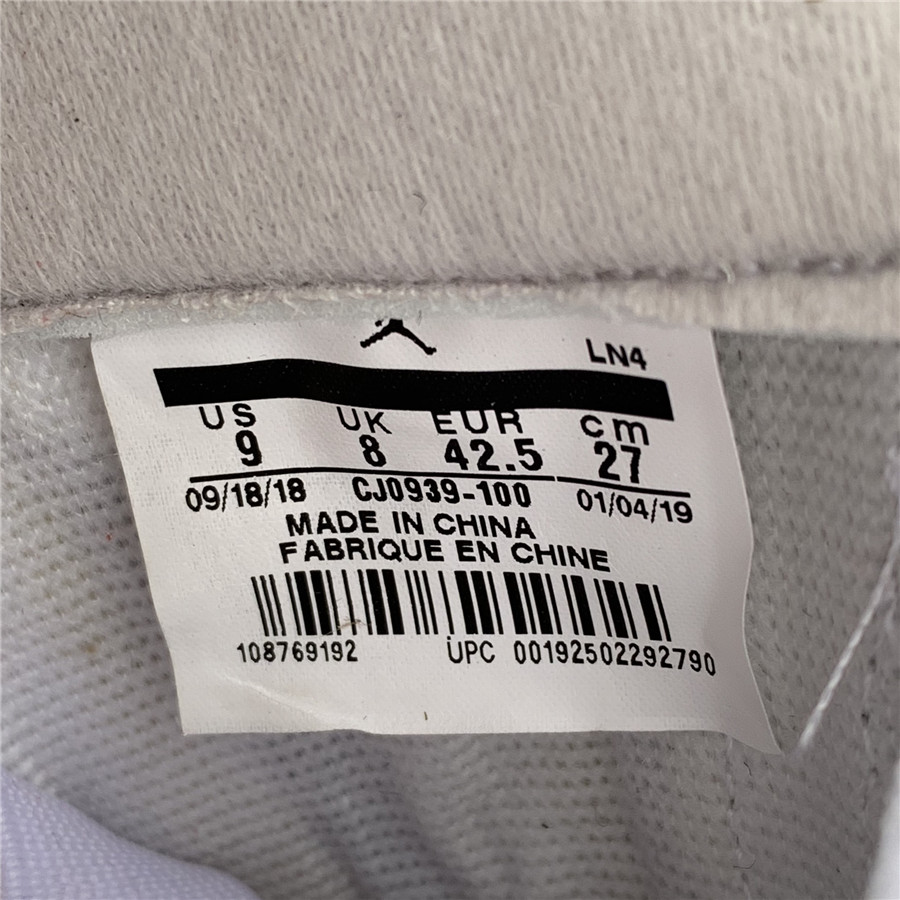 LN4
US UK EUR cm
9 8 42.5 27
09/18/18 CJ0939-100 01/04/19
MADE IN CHINA
FABRIQUE EN CHINE
108769192 UPC 00192502292790